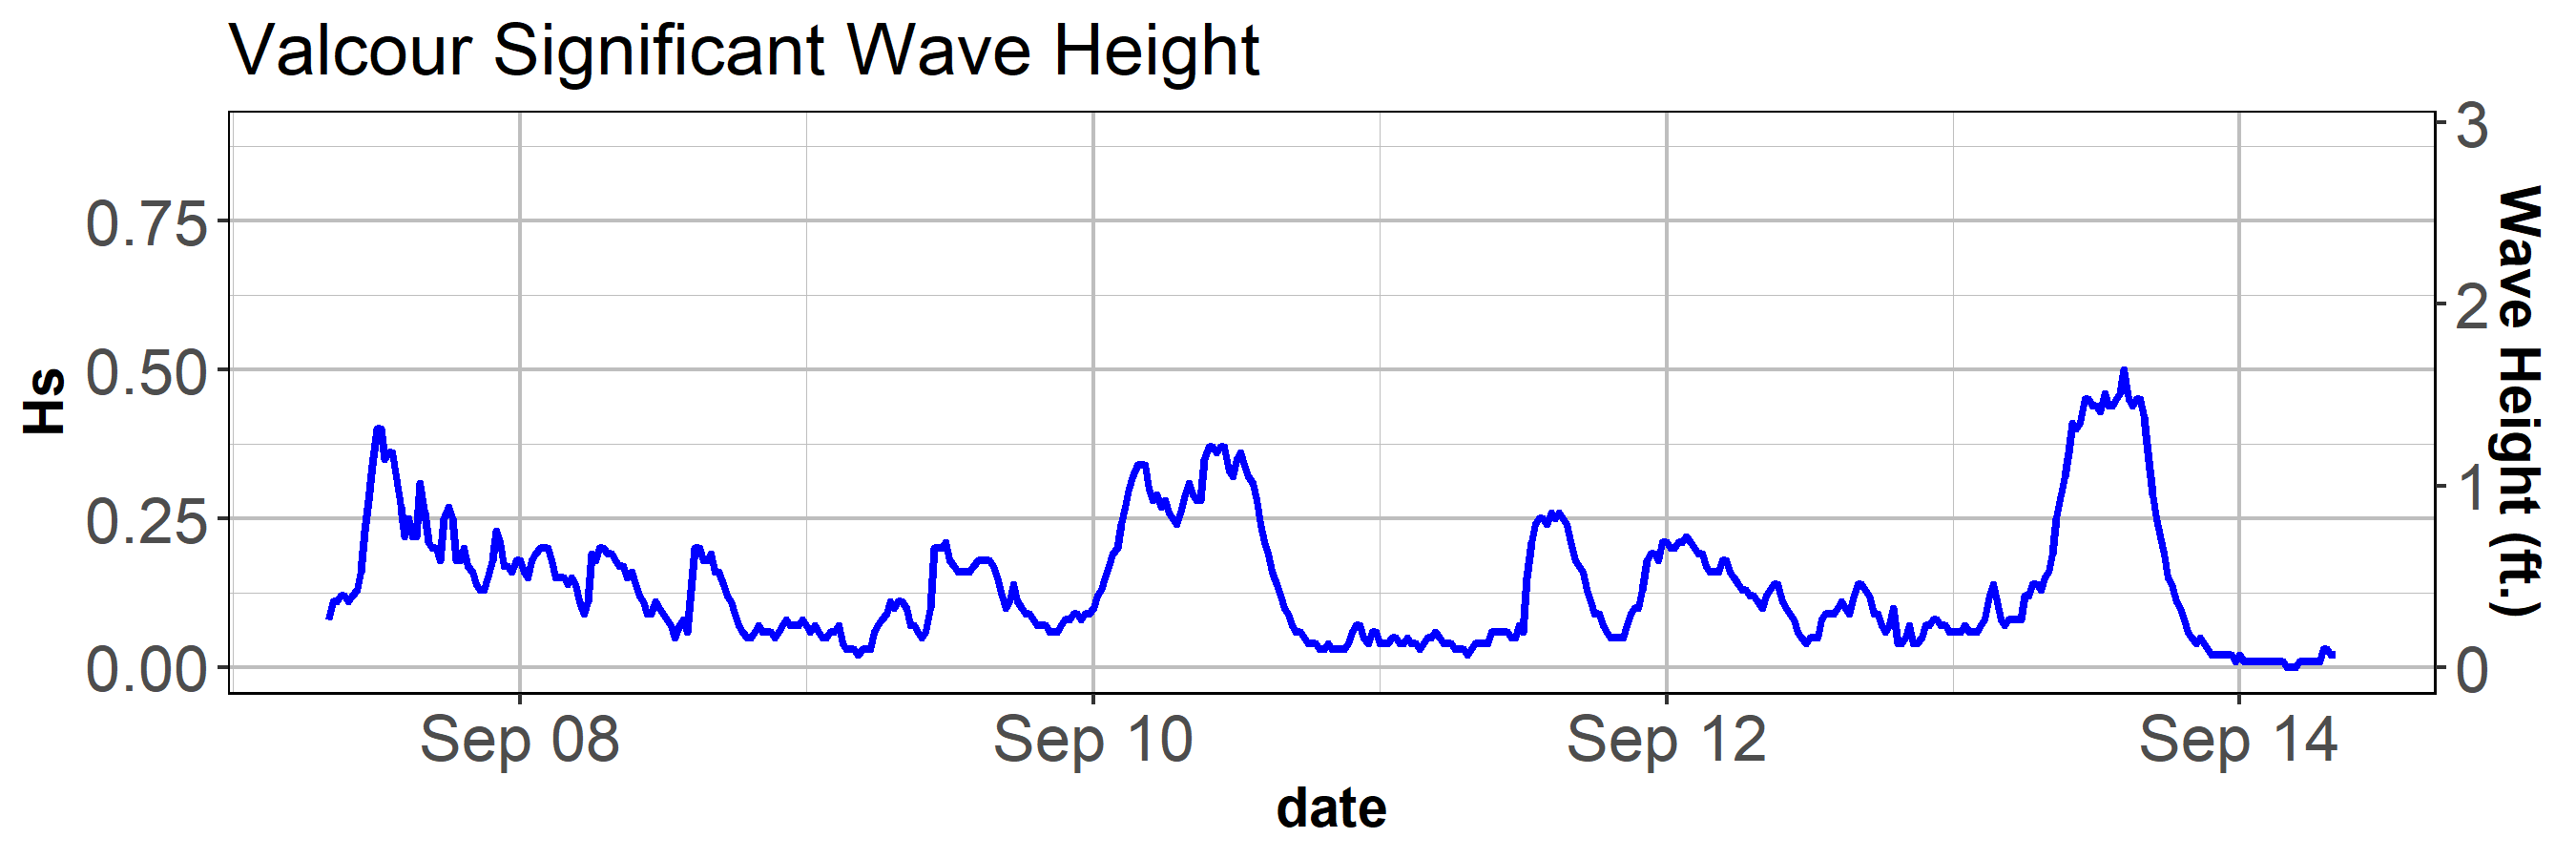 Valcour Significant Wave Height
Hs
0.75
0.50
0.25
0.00
3
2
1
0
Wave Height (ft.)
Sep 08
Sep 10
Sep 12
Sep 14
date